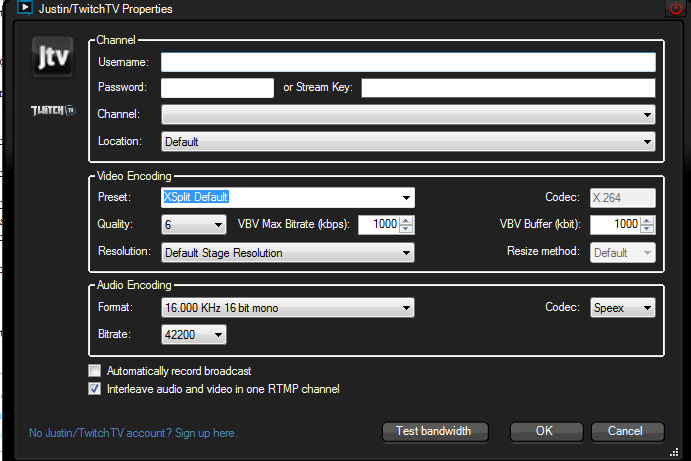 Justin/TwitchTV Properties
Jtv
TWITCH TV
Channel
Username:
Password: or Stream Key:
Channel:
Location: Default
Video Encoding
Preset: XSplit Default Codec: X.264
Quality: 6 VBV Max Bitrate (kbps): 1000 VBV Buffer (kbit): 1000
Resolution: Default Stage Resolution Resize method: Default
Audio Encoding
Format: 16.000 KHz 16 bit mono Codec: Speex
Bitrate: 42200
Automatically record broadcast
Interleave audio and video in one RTMP channel
No Justin/TwitchTV account? Sign up here. Test bandwidth OK Cancel